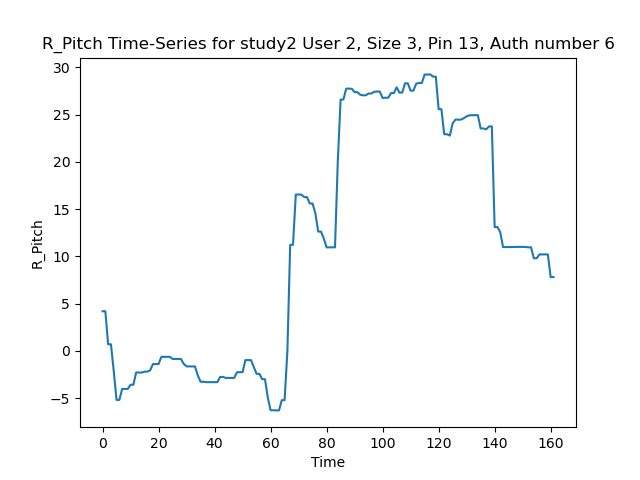 R_Pitch Time-Series for study2 User 2, Size 3, Pin 13, Auth number 6
30
25
20
15
10
5
0
−5
R_Pitch
0 20 40 60 80 100 120 140 160
Time